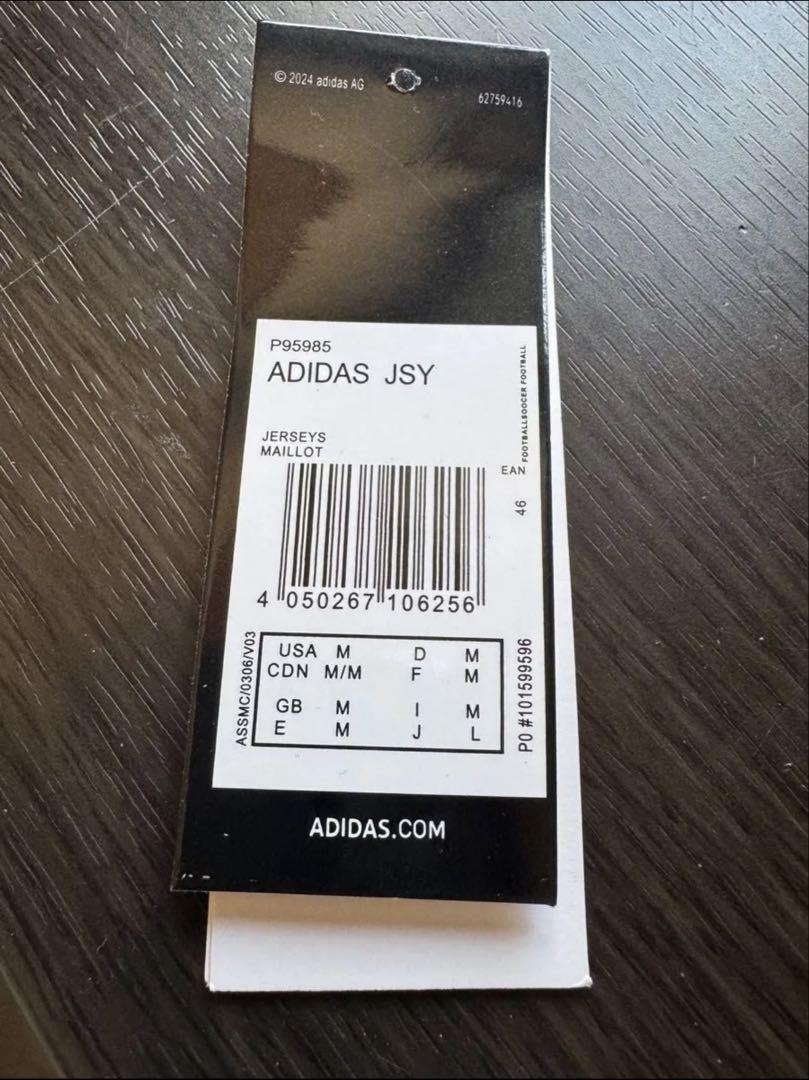 © 2024 adidas AG
62759416
P95985
ADIDAS JSY
JERSEYS
MAILLOT
FOOTBALLSOCCER FOOTBALL
EAN
46
4 050267 106256
ASSMC/0306/V03
USA M D M
CDN M/M F M
GB M I M
E M J L
PO #101599596
ADIDAS.COM